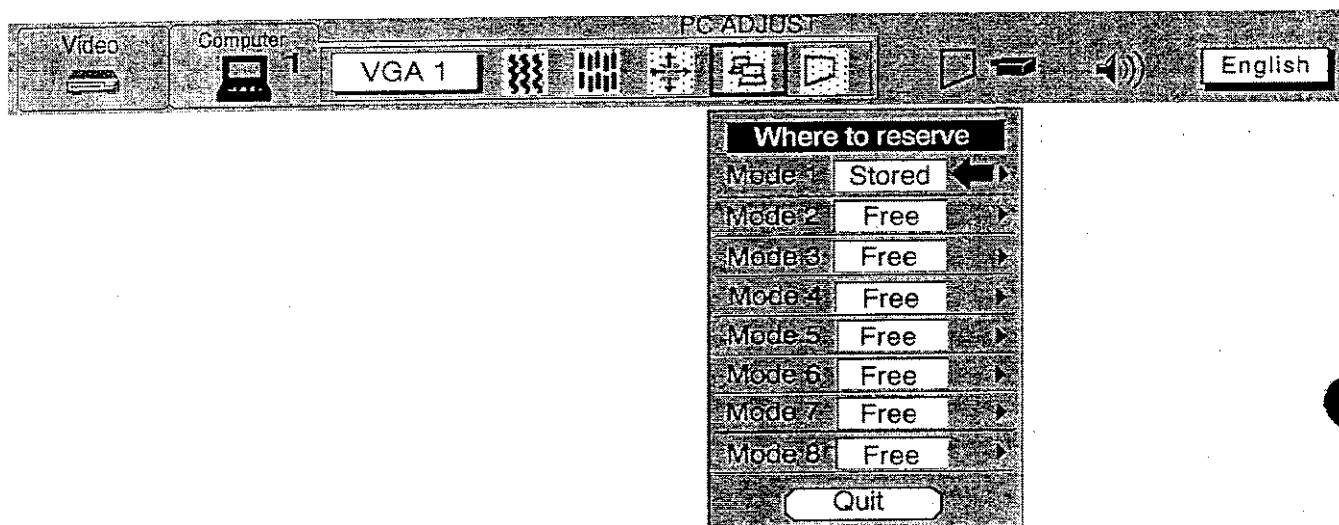 PC ADJUST
Video
Computer
1
VGA 1
English
Where to reserve
Mode 1 Stored
Mode 2 Free
Mode 3 Free
Mode 4 Free
Mode 5 Free
Mode 6 Free
Mode 7 Free
Mode 8 Free
Quit